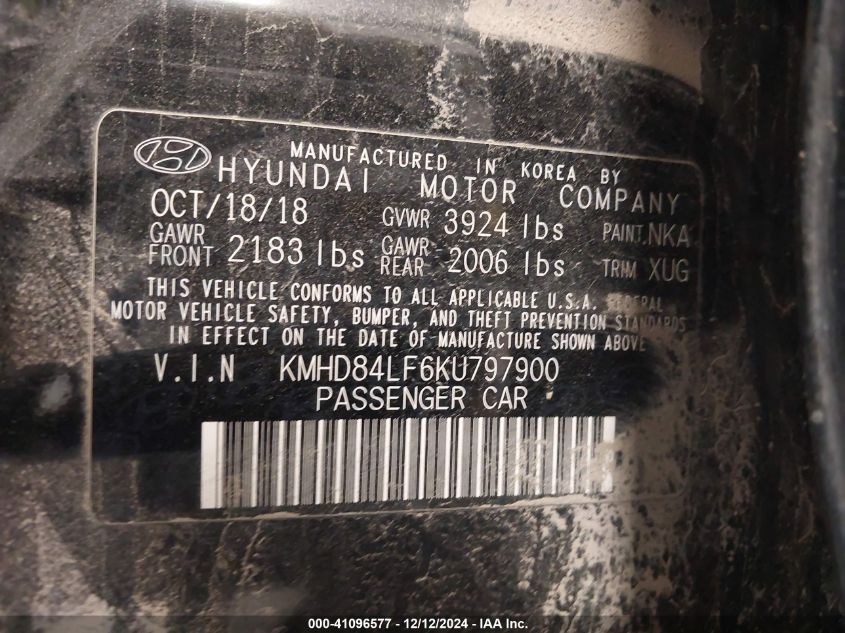 MANUFACTURED IN KOREA BY
HYUNDAI MOTOR COMPANY
OCT/18/18 GVWR 3924 lbs PAINT NKA
GAWR FRONT 2183 lbs GAWR REAR 2006 lbs TRIM XUG
THIS VEHICLE CONFORMS TO ALL APPLICABLE U.S.A. FEDERAL
MOTOR VEHICLE SAFETY, BUMPER, AND THEFT PREVENTION STANDARDS
IN EFFECT ON THE DATE OF MANUFACTURE SHOWN ABOVE
V.I.N KMHD84LF6KU797900
PASSENGER CAR
000-41096577 - 12/12/2024 - IAA Inc.